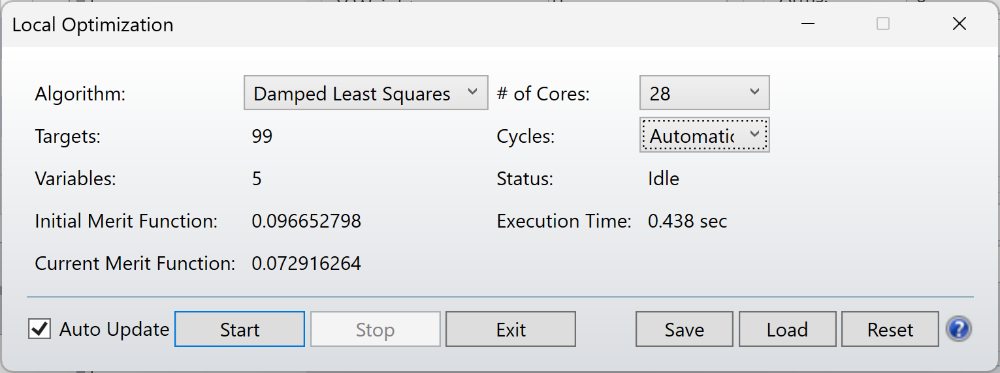 Local Optimization
Algorithm: Damped Least Squares # of Cores: 28
Targets: 99 Cycles: Automatic
Variables: 5 Status: Idle
Initial Merit Function: 0.096652798 Execution Time: 0.438 sec
Current Merit Function: 0.072916264
Auto Update Start Stop Exit Save Load Reset ?